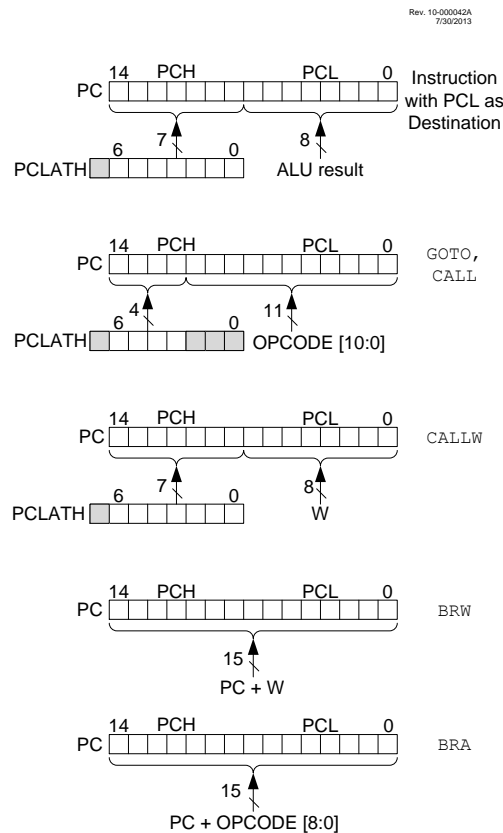 Rev. 10-000042A
7/30/2013
14 PCH PCL 0
PC
Instruction
with PCL as
Destination
7 8
6 0
PCLATH
ALU result
14 PCH PCL 0
PC
GOTO,
CALL
4 11
6 0
PCLATH
OPCODE [10:0]
14 PCH PCL 0
PC
CALLW
7 8
6 0
PCLATH
W
14 PCH PCL 0
PC
BRW
15
PC + W
14 PCH PCL 0
PC
BRA
15
PC + OPCODE [8:0]